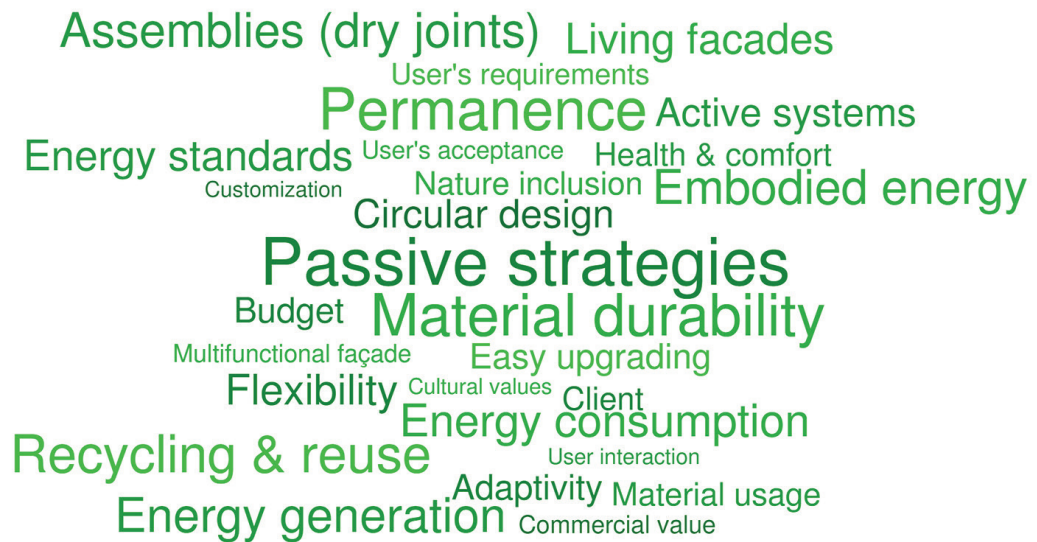 Assemblies (dry joints)
Living facades
User's requirements
Permanence
Active systems
Energy standards
User's acceptance
Health & comfort
Customization
Nature inclusion
Embodied energy
Circular design
Passive strategies
Budget
Material durability
Multifunctional façade
Easy upgrading
Flexibility
Cultural values
Client
Energy consumption
Recycling & reuse
User interaction
Adaptivity
Material usage
Energy generation
Commercial value